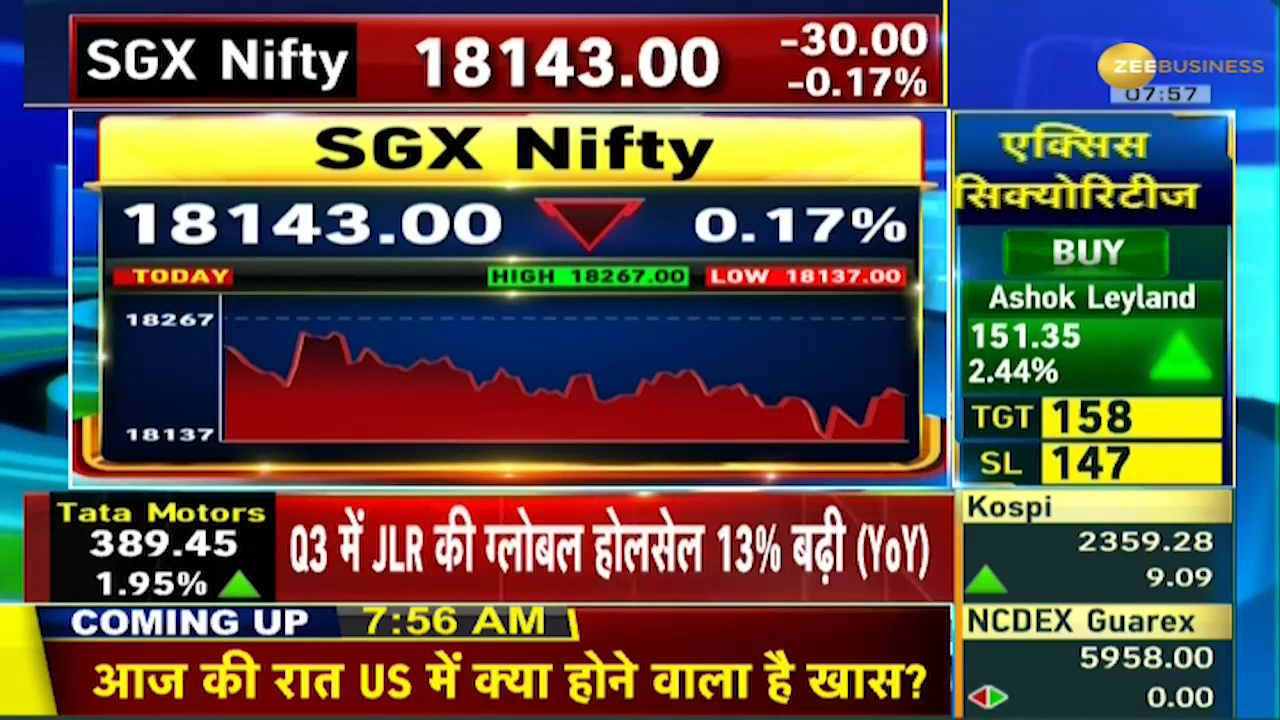 SGX Nifty 18143.00 -30.00
-0.17%
ZEEBUSINESS
07:57
SGX Nifty
18143.00 0.17%
TODAY HIGH 18267.00 LOW 18137.00
18267
18137
एक्सिस
सिक्योरिटीज
BUY
Ashok Leyland
151.35
2.44%
TGT 158
SL 147
Tata Motors
389.45
1.95%
Q3 में JLR की ग्लोबल होलसेल 13% बढ़ी (YoY)
Kospi
2359.28
9.09
NCDEX Guarex
5958.00
0.00
COMING UP 7:56 AM
आज की रात US में क्या होने वाला है खास?